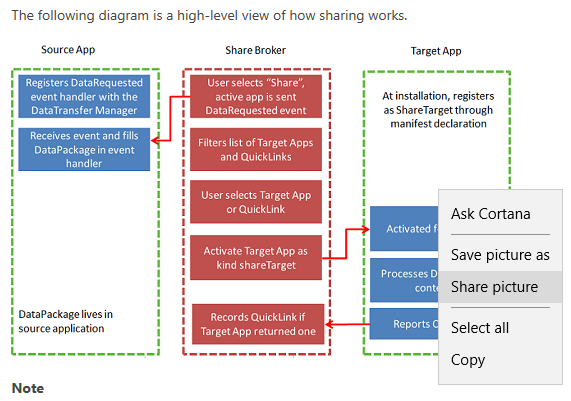 The following diagram is a high-level view of how sharing works.
Source App
Share Broker
Target App
Registers DataRequested
event handler with the
DataTransfer Manager
Receives event and fills
DataPackage in event
handler
DataPackage lives in
source application
User selects “Share”,
active app is sent
DataRequested event
Filters list of Target Apps
and QuickLinks
User selects Target App
or QuickLink
Activate Target App as
kind shareTarget
Records QuickLink if
Target App returned one
At installation, registers
as ShareTarget through
manifest declaration
Activated
Processes
Reports
Ask Cortana
Save picture as
Share picture
Select all
Copy
Note